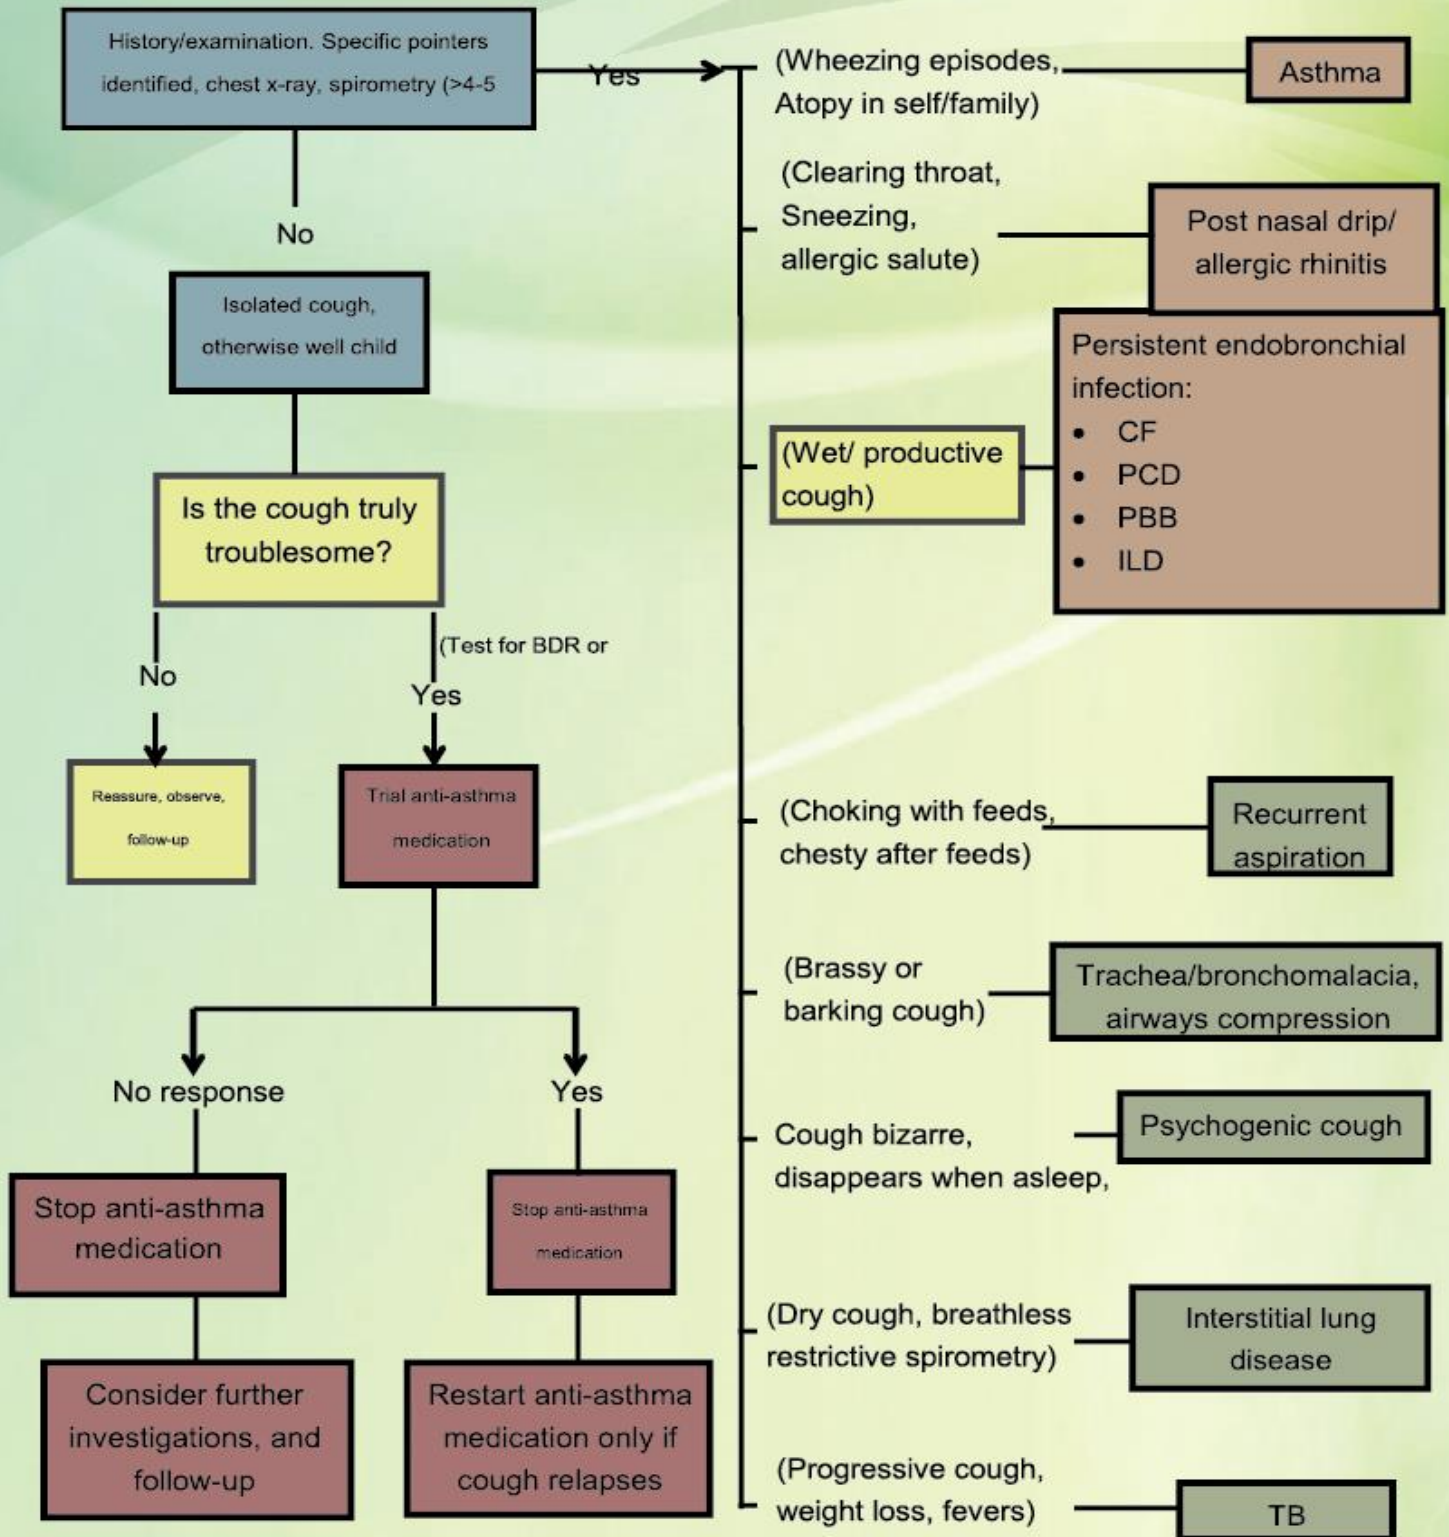 History/examination. Specific pointers
identified, chest x-ray, spirometry (>4-5
Yes
No
Isolated cough,
otherwise well child
Is the cough truly
troublesome?
No
(Test for BDR or
Yes
Reassure, observe,
follow-up
Trial anti-asthma
medication
No response
Yes
Stop anti-asthma
medication
Stop anti-asthma
medication
Consider further
investigations, and
follow-up
Restart anti-asthma
medication only if
cough relapses
(Wheezing episodes,
Atopy in self/family)
Asthma
(Clearing throat,
Sneezing,
allergic salute)
Post nasal drip/
allergic rhinitis
(Wet/ productive
cough)
Persistent endobronchial
infection:
• CF
• PCD
• PBB
• ILD
(Choking with feeds,
chesty after feeds)
Recurrent
aspiration
(Brassy or
barking cough)
Trachea/bronchomalacia,
airways compression
Cough bizarre,
disappears when asleep,
Psychogenic cough
(Dry cough, breathless
restrictive spirometry)
Interstitial lung
disease
(Progressive cough,
weight loss, fevers)
TB